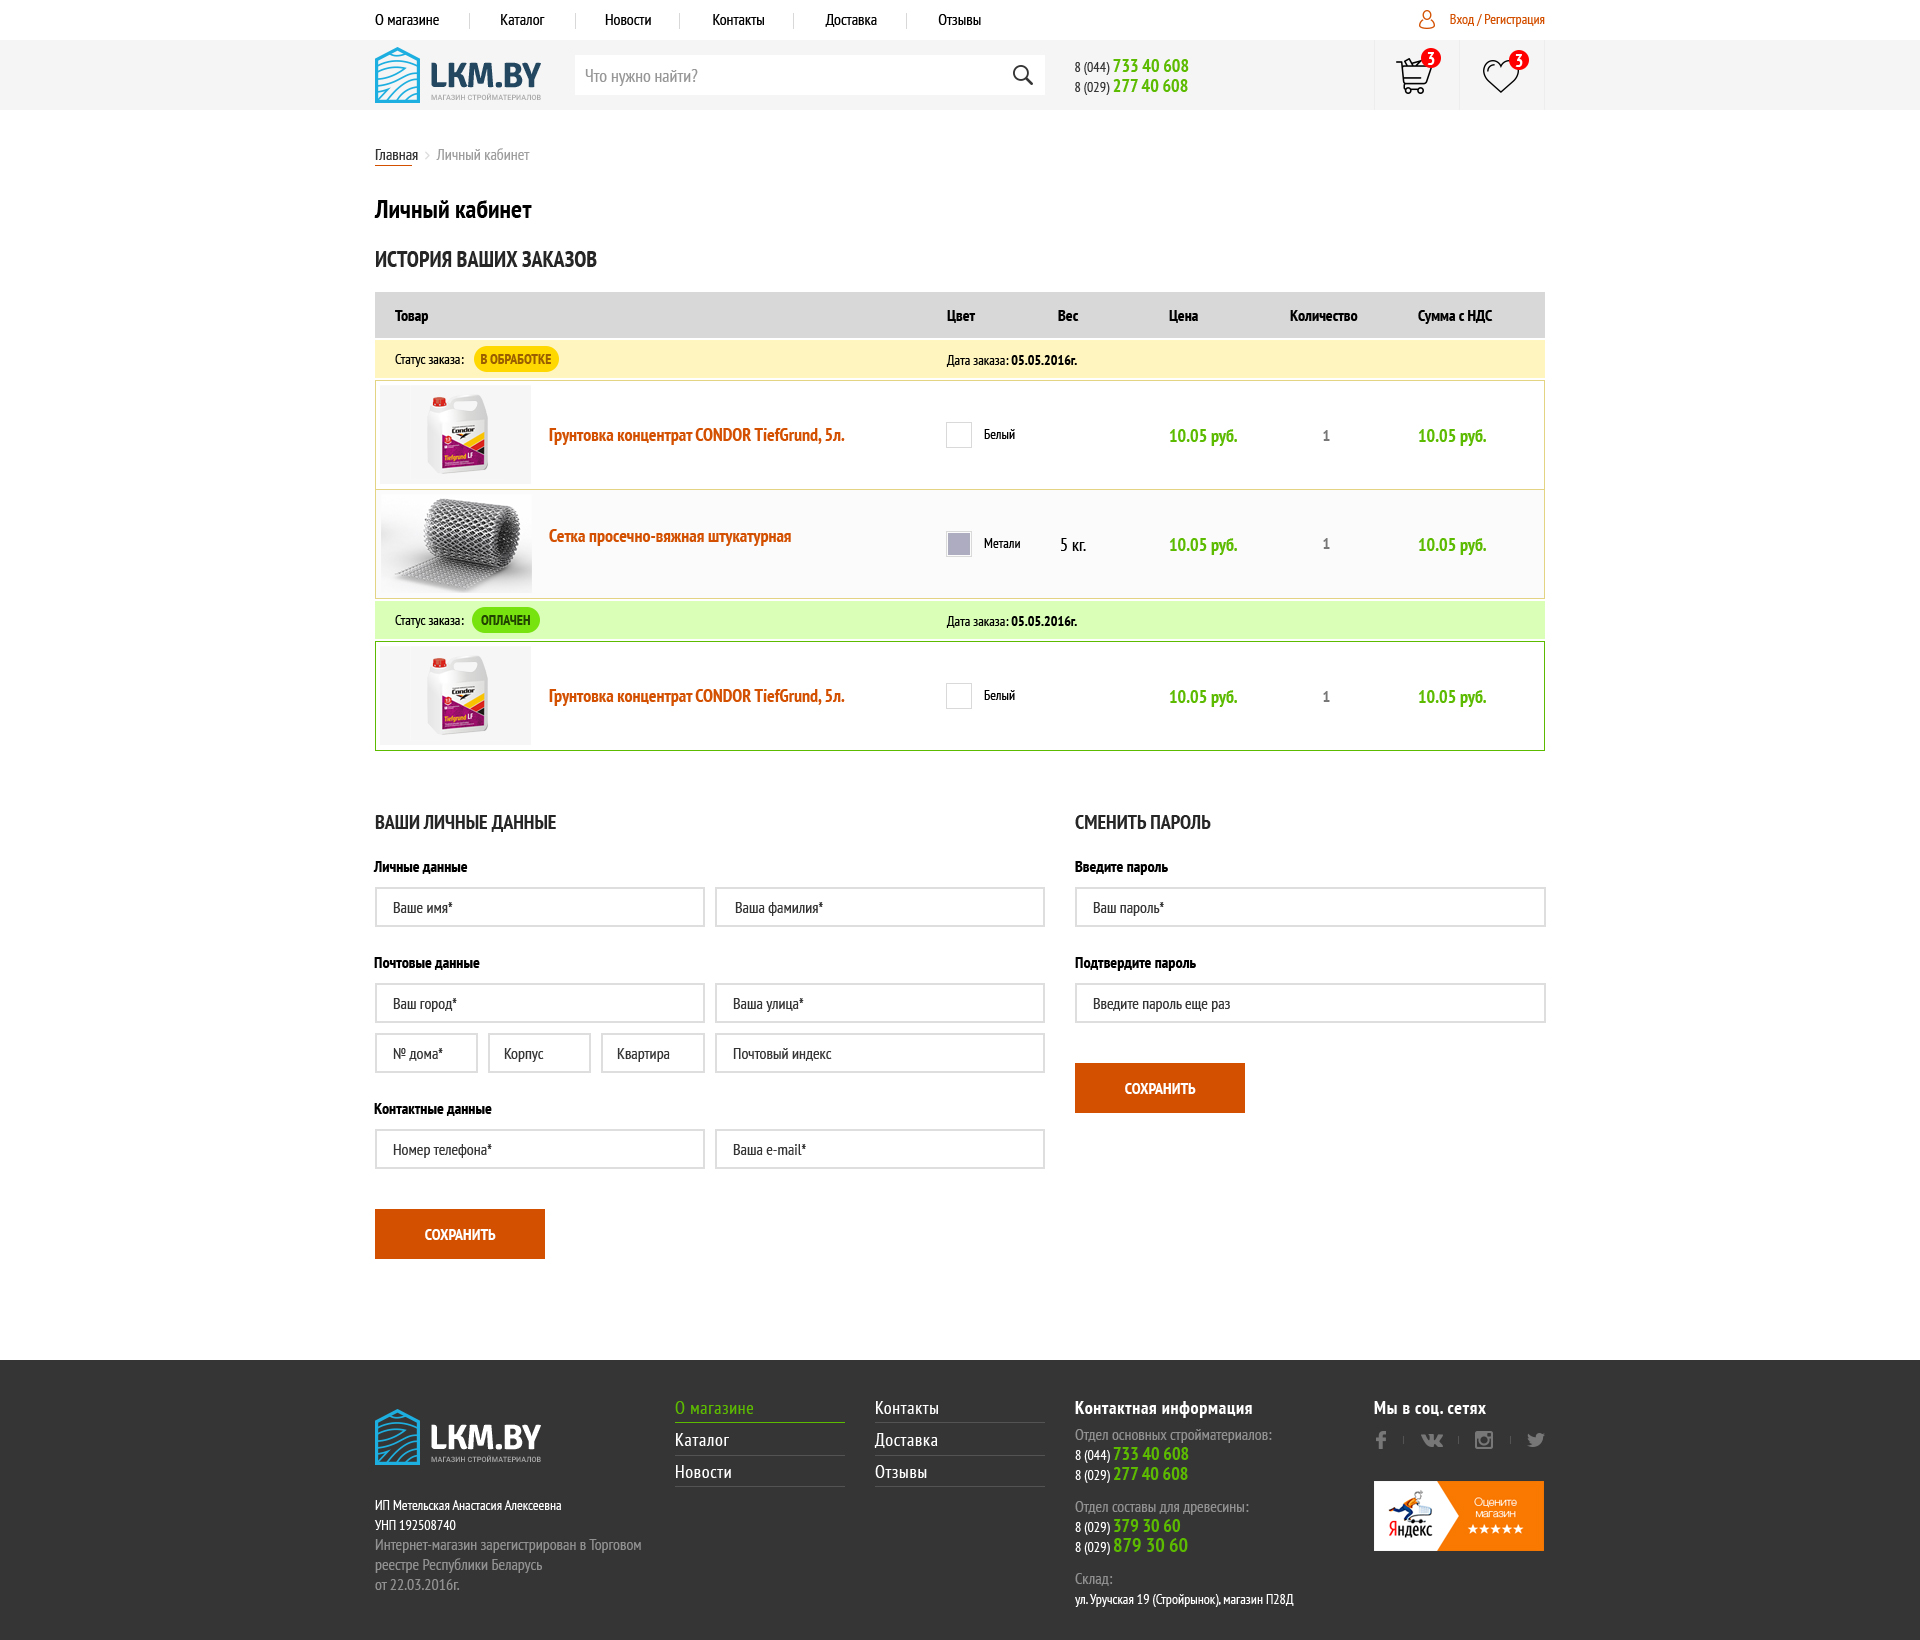 О магазине Каталог Новости Контакты Доставка Отзывы Вход / Регистрация
LKM.BY
МАГАЗИН СТРОЙМАТЕРИАЛОВ
Что нужно найти?
8 (044) 733 40 608
8 (029) 277 40 608
3 3
Главная Личный кабинет
Личный кабинет
ИСТОРИЯ ВАШИХ ЗАКАЗОВ
Товар Цвет Вес Цена Количество Сумма с НДС
Статус заказа: В ОБРАБОТКЕ Дата заказа: 05.05.2016г.
Condor
Tiefgrund LF
Грунтовка концентрат CONDOR TiefGrund, 5л. Белый 10.05 руб. 1 10.05 руб.
Сетка просечно-вяжная штукатурная Метали 5 кг. 10.05 руб. 1 10.05 руб.
Статус заказа: ОПЛАЧЕН Дата заказа: 05.05.2016г.
Condor
Tiefgrund LF
Грунтовка концентрат CONDOR TiefGrund, 5л. Белый 10.05 руб. 1 10.05 руб.
ВАШИ ЛИЧНЫЕ ДАННЫЕ
Личные данные
Ваше имя* Ваша фамилия*
Почтовые данные
Ваш город* Ваша улица*
№ дома* Корпус Квартира Почтовый индекс
Контактные данные
Номер телефона* Ваша e-mail*
СОХРАНИТЬ
СМЕНИТЬ ПАРОЛЬ
Введите пароль
Ваш пароль*
Подтвердите пароль
Введите пароль еще раз
СОХРАНИТЬ
LKM.BY
МАГАЗИН СТРОЙМАТЕРИАЛОВ
ИП Метельская Анастасия Алексеевна
УНП 192508740
Интернет-магазин зарегистрирован в Торговом
реестре Республики Беларусь
от 22.03.2016г.
О магазине
Каталог
Новости
Контакты
Доставка
Отзывы
Контактная информация
Отдел основных стройматериалов:
8 (044) 733 40 608
8 (029) 277 40 608
Отдел составы для древесины:
8 (029) 379 30 60
8 (029) 879 30 60
Склад:
ул. Уручская 19 (Стройрынок), магазин П28Д
Мы в соц. сетях
Яндекс
Оцените
магазин